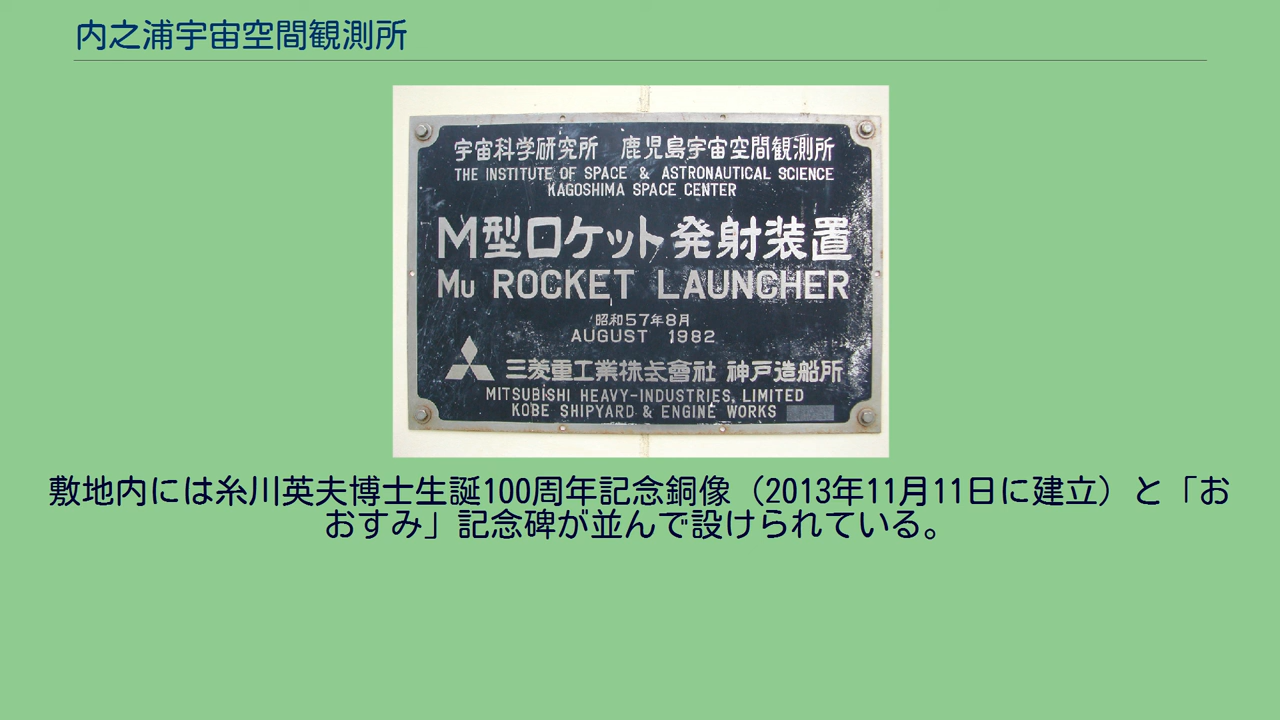 内之浦宇宙空間観測所
宇宙科学研究所　鹿児島宇宙空間観測所
THE INSTITUTE OF SPACE & ASTRONAUTICAL SCIENCE
KAGOSHIMA SPACE CENTER
M型ロケット発射装置
MU ROCKET LAUNCHER
昭和57年8月
AUGUST 1982
三菱重工業株式會社 神戸造船所
MITSUBISHI HEAVY-INDUSTRIES, LIMITED
KOBE SHIPYARD & ENGINE WORKS
敷地内には糸川英夫博士生誕100周年記念銅像（2013年11月11日に建立）と「お
おすみ」記念碑が並んで設けられている。